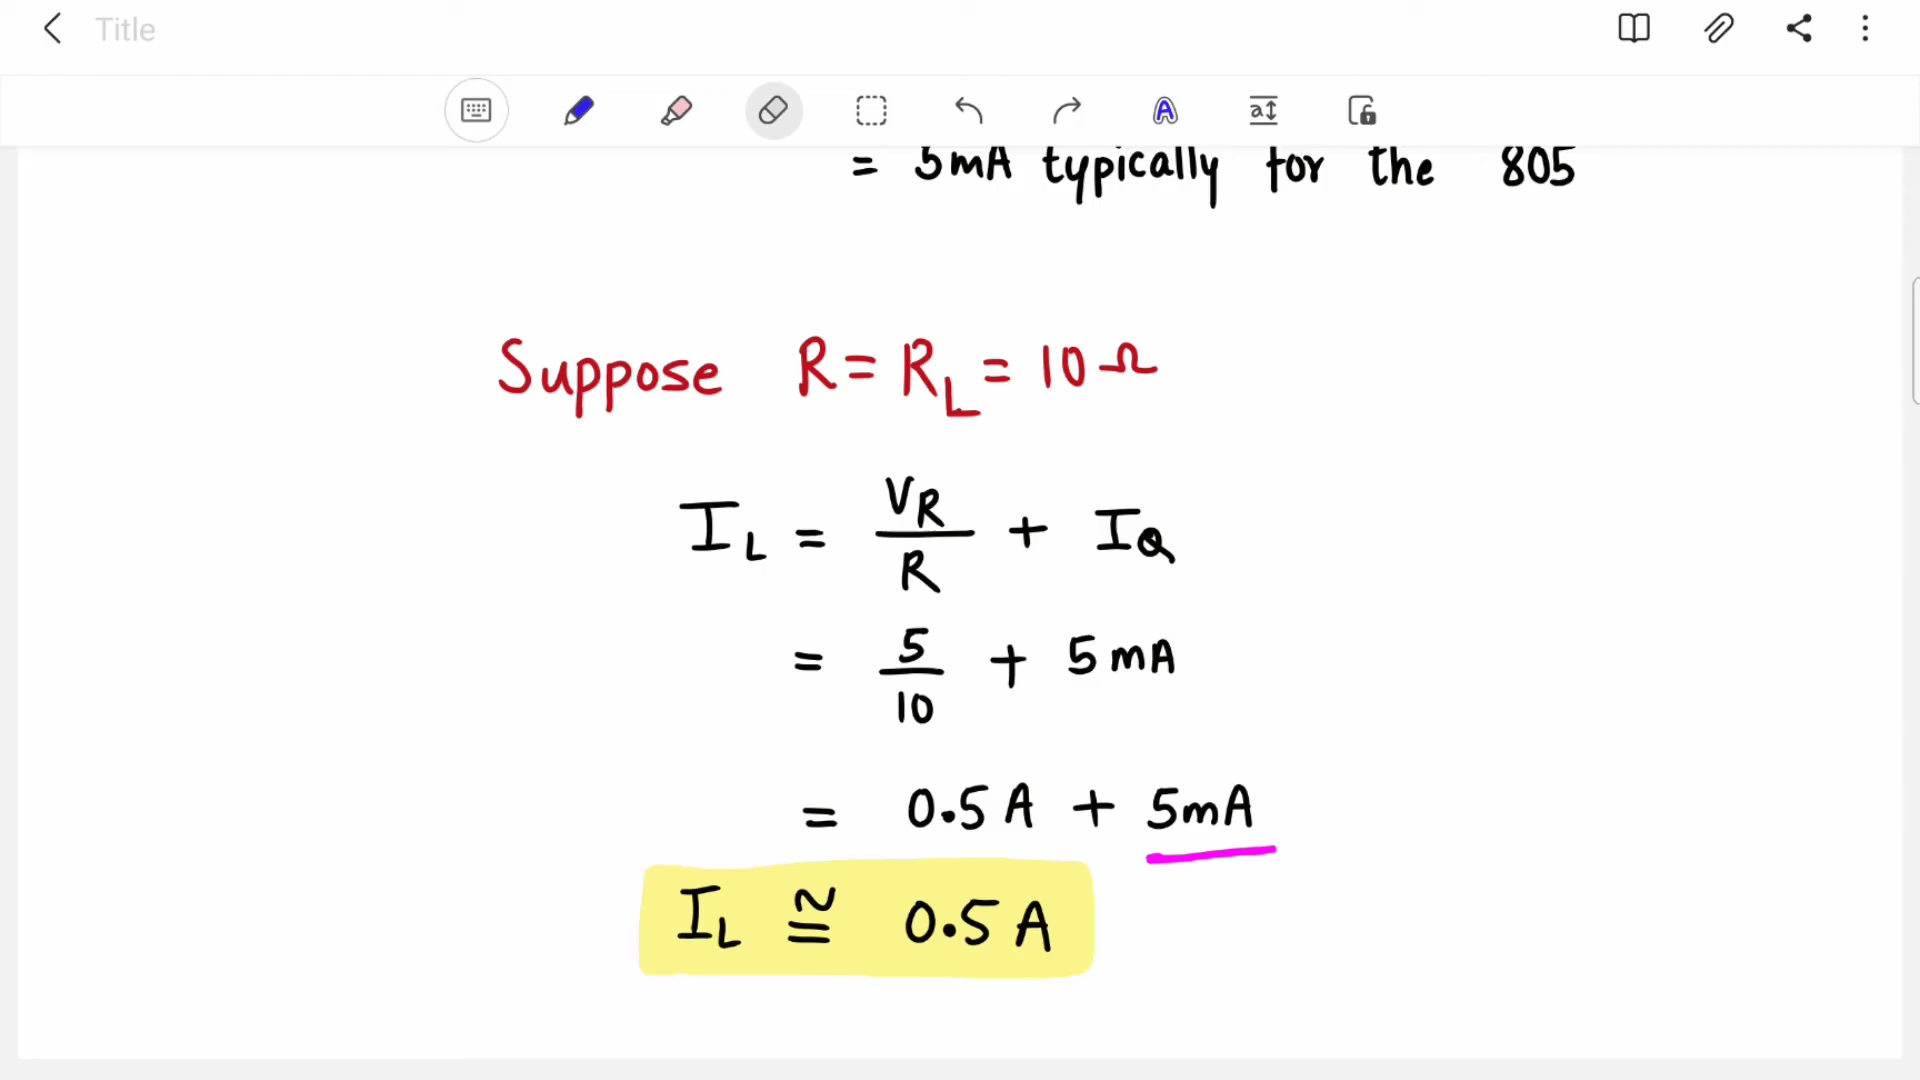 Title
= 5mA typically for the 805
Suppose R = R_L = 10 Ω
I_L = V_R / R + I_Q
= 5 / 10 + 5 mA
= 0.5 A + 5mA
I_L ≅ 0.5 A